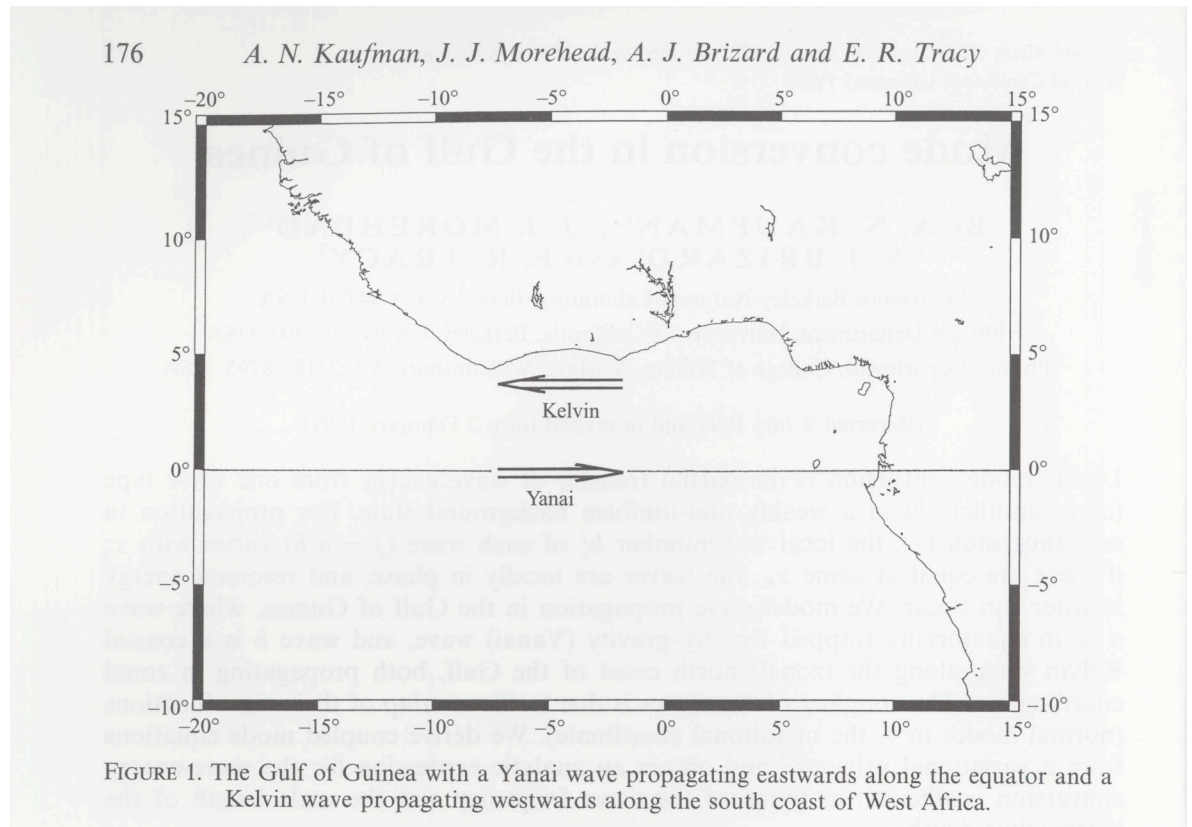 176 A. N. Kaufman, J. J. Morehead, A. J. Brizard and E. R. Tracy
−20° −15° −10° −5° 0° 5° 10° 15°
15° 15°
10° 10°
5° 5°
Kelvin
0° 0°
Yanai
−5° −5°
−10° −10°
−20° −15° −10° −5° 0° 5° 10° 15°
FIGURE 1. The Gulf of Guinea with a Yanai wave propagating eastwards along the equator and a
Kelvin wave propagating westwards along the south coast of West Africa.